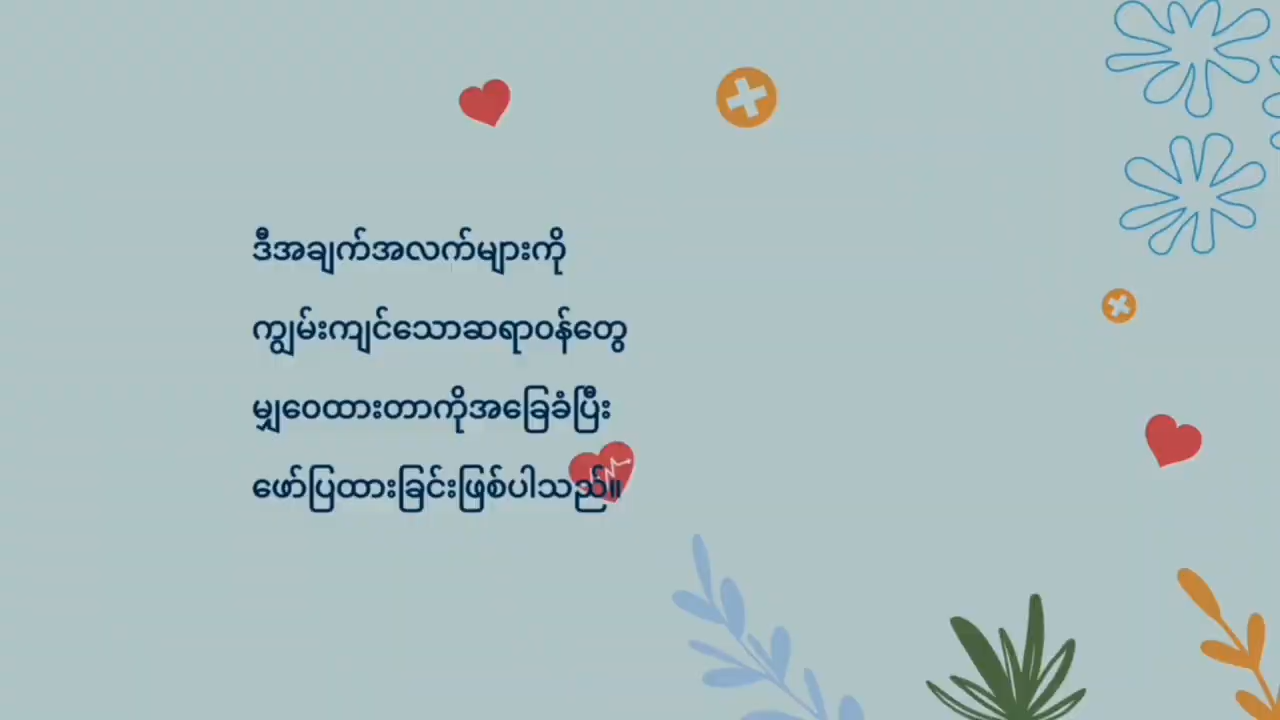 ဒီအချက်အလက်များကို
ကျွမ်းကျင်သောဆရာဝန်တွေ
မျှဝေထားတာကိုအခြေခံပြီး
ဖော်ပြထားခြင်းဖြစ်ပါသည်။